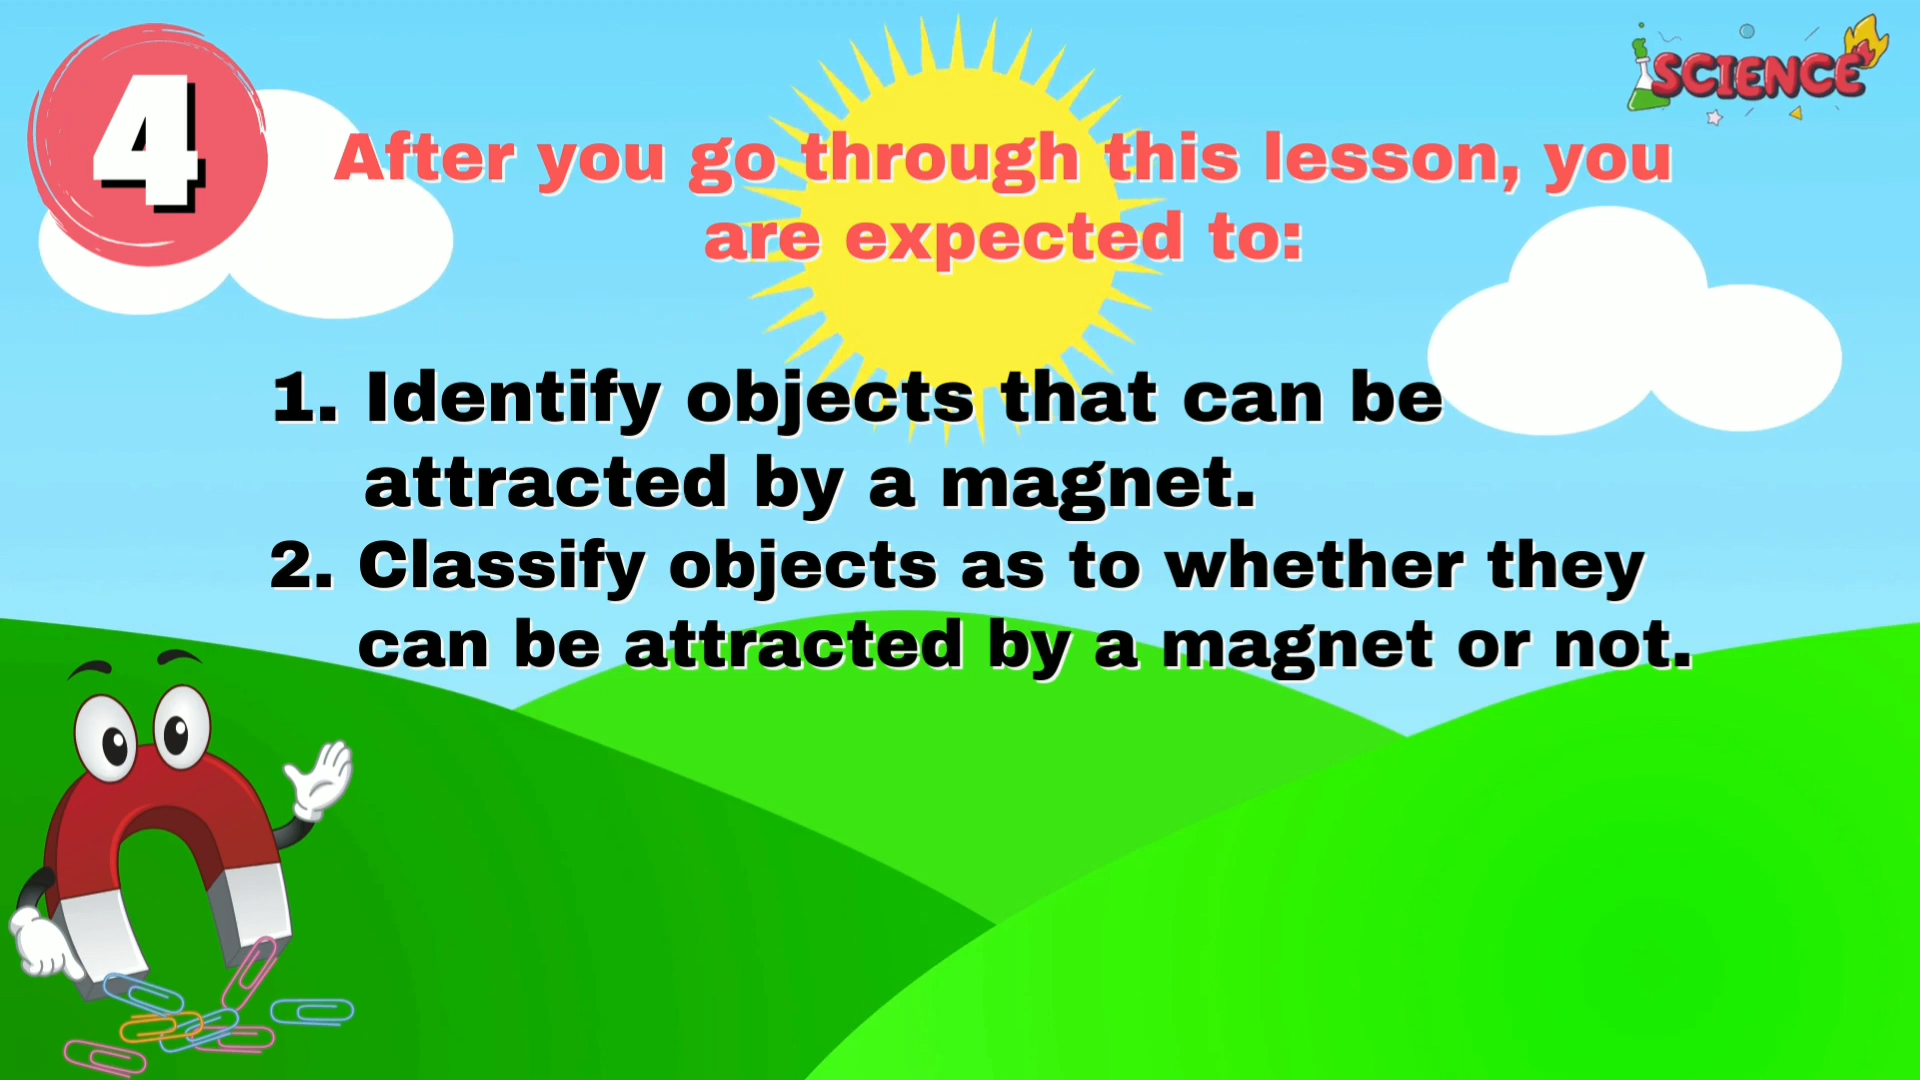 4
SCIENCE
After you go through this lesson, you
are expected to:
1. Identify objects that can be
attracted by a magnet.
2. Classify objects as to whether they
can be attracted by a magnet or not.